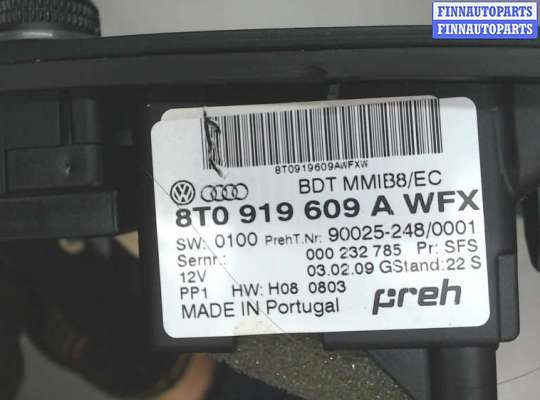 FINNAUTOPARTS
FINNAUTOPARTS
8T0919609AWFXW
BDT MMIB8/EC
8T0 919 609 A WFX
SW: 0100 PrehT.Nr: 90025-248/0001
Sernr.: 000 232 785 Pr: SFS
12V 03.02.09 GStand: 22 S
PP1 HW: H08 0803
MADE IN Portugal preh